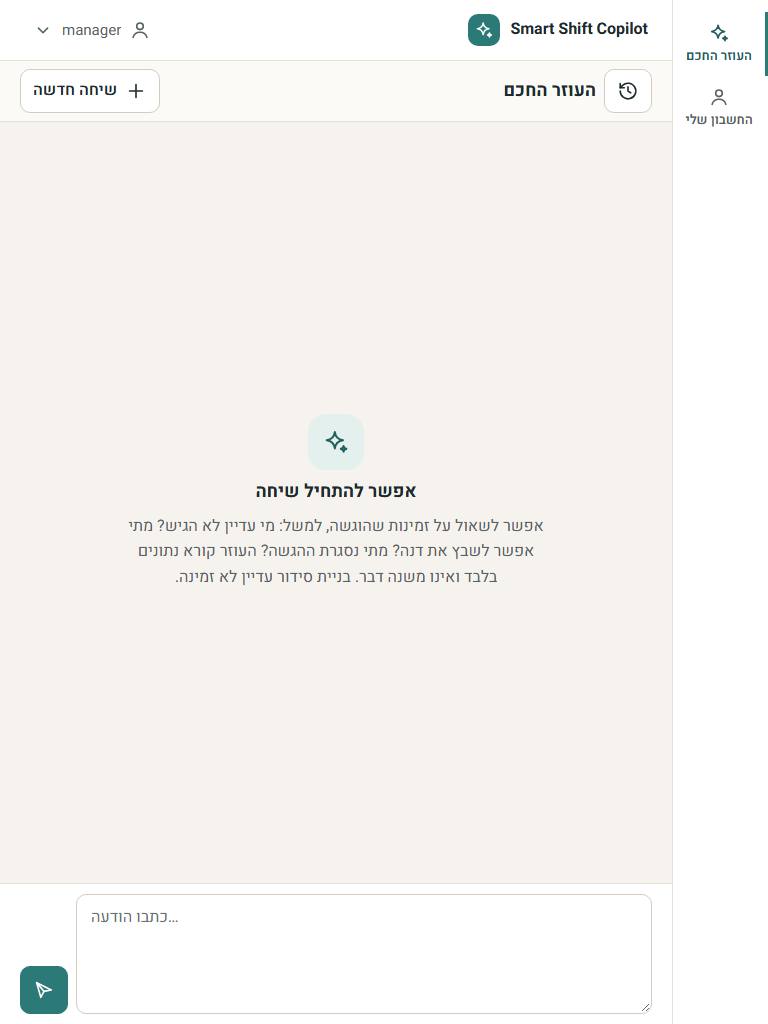 Smart Shift Copilot
manager
העוזר החכם
החשבון שלי
העוזר החכם
שיחה חדשה
אפשר להתחיל שיחה
אפשר לשאול על זמינות שהוגשה, למשל: מי עדיין לא הגיש? מתי
אפשר לשבץ את דנה? מתי נסגרת ההגשה? העוזר קורא נתונים
בלבד ואינו משנה דבר. בניית סידור עדיין לא זמינה.
כתבו הודעה...